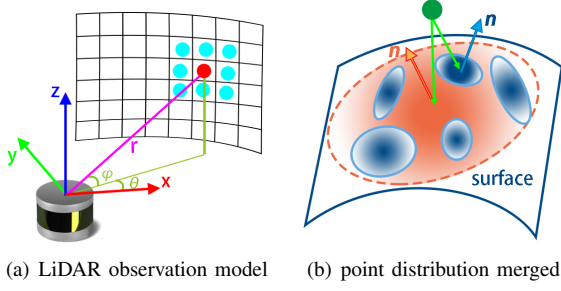 z
y
r
φ
θ
x
n
n
surface
(a) LiDAR observation model
(b) point distribution merged